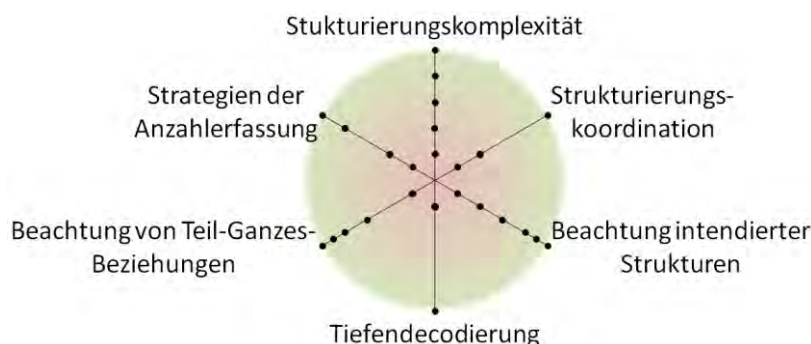 Stukturierungskomplexität
Strategien der
Anzahlerfassung
Strukturierungs-
koordination
Beachtung von Teil-Ganzes-
Beziehungen
Beachtung intendierter
Strukturen
Tiefendecodierung